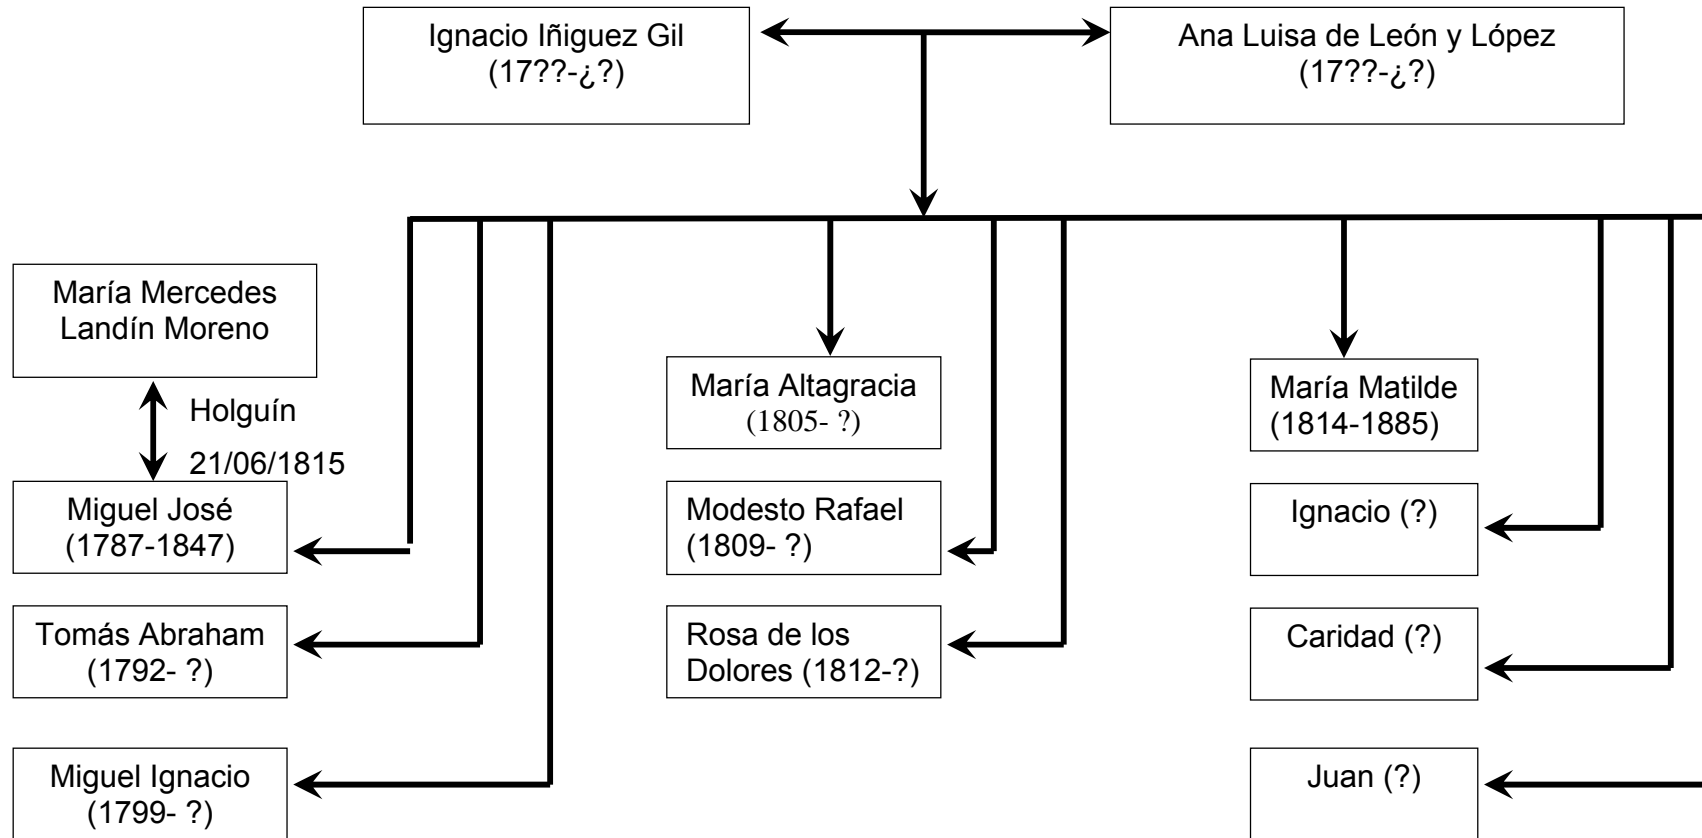 Ignacio Iñiguez Gil
(17??-¿?)
Ana Luisa de León y López
(17??-¿?)
María Mercedes
Landín Moreno
Holguín
21/06/1815
Miguel José
(1787-1847)
Tomás Abraham
(1792- ?)
Miguel Ignacio
(1799- ?)
María Altagracia
(1805- ?)
Modesto Rafael
(1809- ?)
Rosa de los
Dolores (1812-?)
María Matilde
(1814-1885)
Ignacio (?)
Caridad (?)
Juan (?)